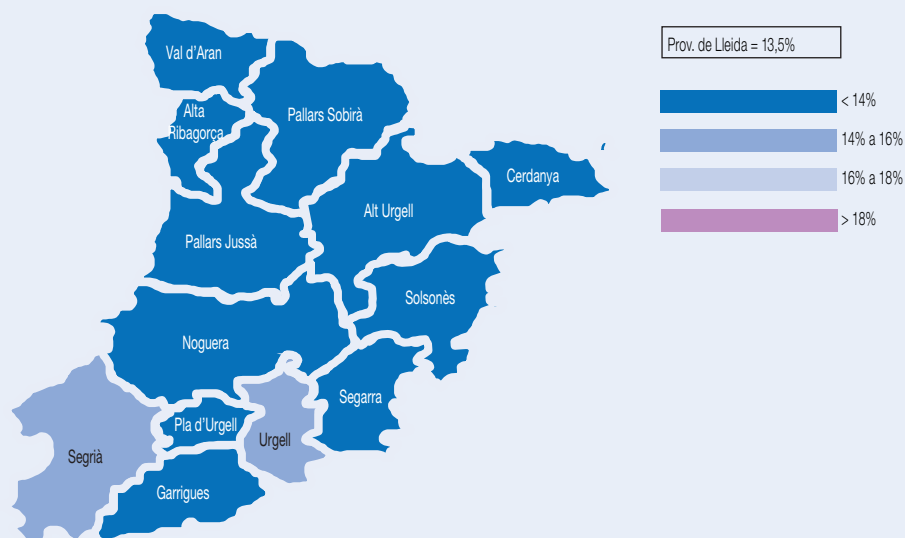 Prov. de Lleida = 13,5%
< 14%
14% a 16%
16% a 18%
> 18%
Val d'Aran
Alta
Ribagorça
Pallars Sobirà
Cerdanya
Alt Urgell
Pallars Jussà
Solsonès
Noguera
Segarra
Pla d'Urgell
Urgell
Segrià
Garrigues